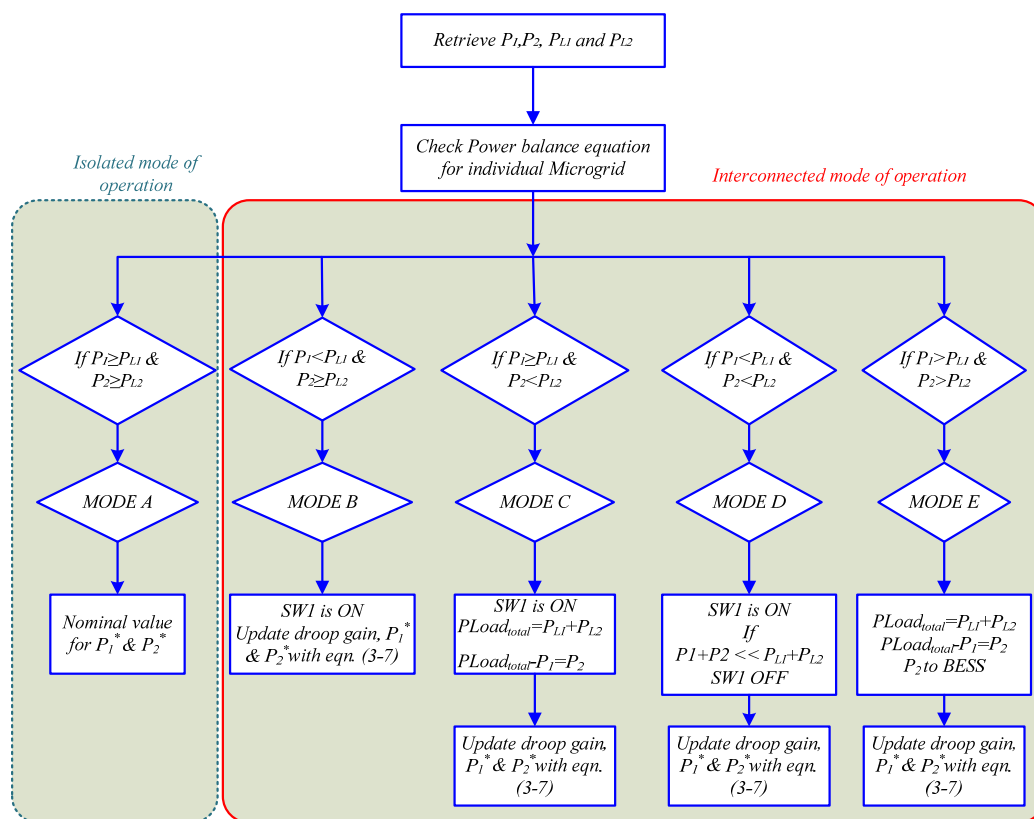 Retrieve P1,P2, PL1 and PL2
Check Power balance equation
for individual Microgrid
Isolated mode of
operation
Interconnected mode of operation
If P1≥PL1 &
P2≥PL2
If P1<PL1 &
P2≥PL2
If P1≥PL1 &
P2<PL2
If P1<PL1 &
P2<PL2
If P1>PL1 &
P2>PL2
MODE A
MODE B
MODE C
MODE D
MODE E
Nominal value
for P1* & P2*
SW1 is ON
Update droop gain, P1*
& P2* with eqn. (3-7)
SW1 is ON
PLoadtotal=PL1+PL2
PLoadtotal-P1=P2
SW1 is ON
If
P1+P2 << PL1+PL2
SW1 OFF
PLoadtotal=PL1+PL2
PLoadtotal-P1=P2
P2 to BESS
Update droop gain,
P1* & P2* with eqn.
(3-7)
Update droop gain,
P1* & P2* with eqn.
(3-7)
Update droop gain,
P1* & P2* with eqn.
(3-7)